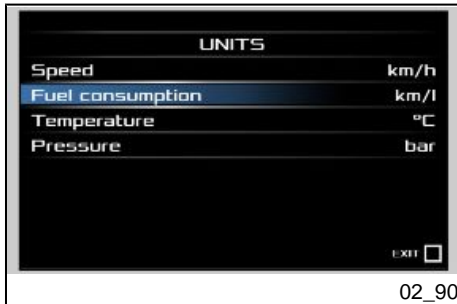 UNITS
Speed km/h
Fuel consumption km/l
Temperature °C
Pressure bar
EXIT
02_90